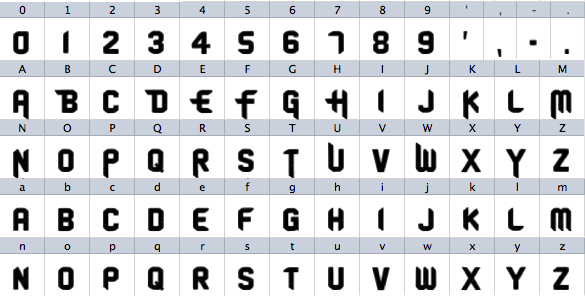 0 1 2 3 4 5 6 7 8 9 ' , - .
0 1 2 3 4 5 6 7 8 9 ' , - .
A B C D E F G H I J K L M
A B C D E F G H I J K L M
N O P Q R S T U V W X Y Z
N O P Q R S T U V W X Y Z
a b c d e f g h i j k l m
A B C D E F G H I J K L M
n o p q r s t u v w x y z
N O P Q R S T U V W X Y Z